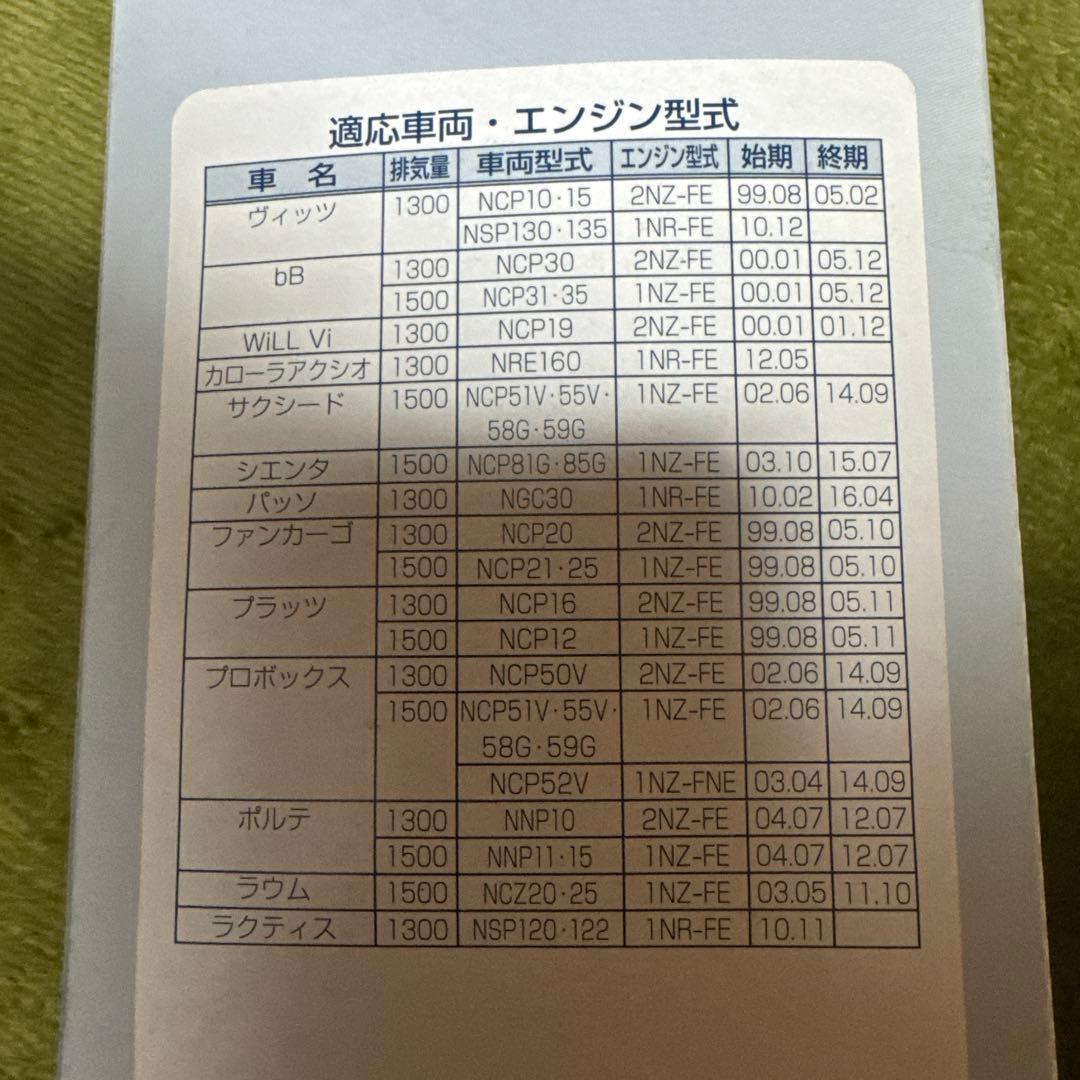 適応車両・エンジン型式
車 名 排気量 車両型式 エンジン型式 始期 終期
ヴィッツ 1300 NCP10・15 2NZ-FE 99.08 05.02
NSP130・135 1NR-FE 10.12
bB 1300 NCP30 2NZ-FE 00.01 05.12
1500 NCP31・35 1NZ-FE 00.01 05.12
WiLL Vi 1300 NCP19 2NZ-FE 00.01 01.12
カローラアクシオ 1300 NRE160 1NR-FE 12.05
サクシード 1500 NCP51V・55V・ 1NZ-FE 02.06 14.09
58G・59G
シエンタ 1500 NCP81G・85G 1NZ-FE 03.10 15.07
パッソ 1300 NGC30 1NR-FE 10.02 16.04
ファンカーゴ 1300 NCP20 2NZ-FE 99.08 05.10
1500 NCP21・25 1NZ-FE 99.08 05.10
プラッツ 1300 NCP16 2NZ-FE 99.08 05.11
1500 NCP12 1NZ-FE 99.08 05.11
プロボックス 1300 NCP50V 2NZ-FE 02.06 14.09
1500 NCP51V・55V・ 1NZ-FE 02.06 14.09
58G・59G
NCP52V 1NZ-FNE 03.04 14.09
ポルテ 1300 NNP10 2NZ-FE 04.07 12.07
1500 NNP11・15 1NZ-FE 04.07 12.07
ラウム 1500 NCZ20・25 1NZ-FE 03.05 11.10
ラクティス 1300 NSP120・122 1NR-FE 10.11